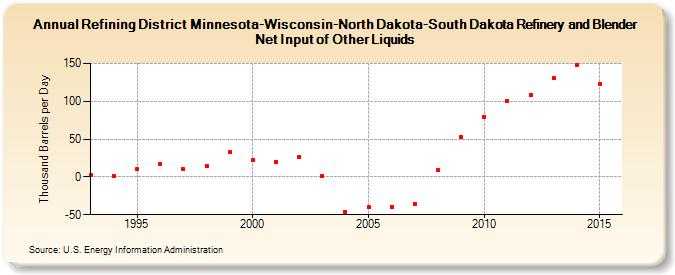 Annual Refining District Minnesota-Wisconsin-North Dakota-South Dakota Refinery and Blender
Net Input of Other Liquids
Thousand Barrels per Day
150
100
50
0
-50
1995
2000
2005
2010
2015
Source: U.S. Energy Information Administration